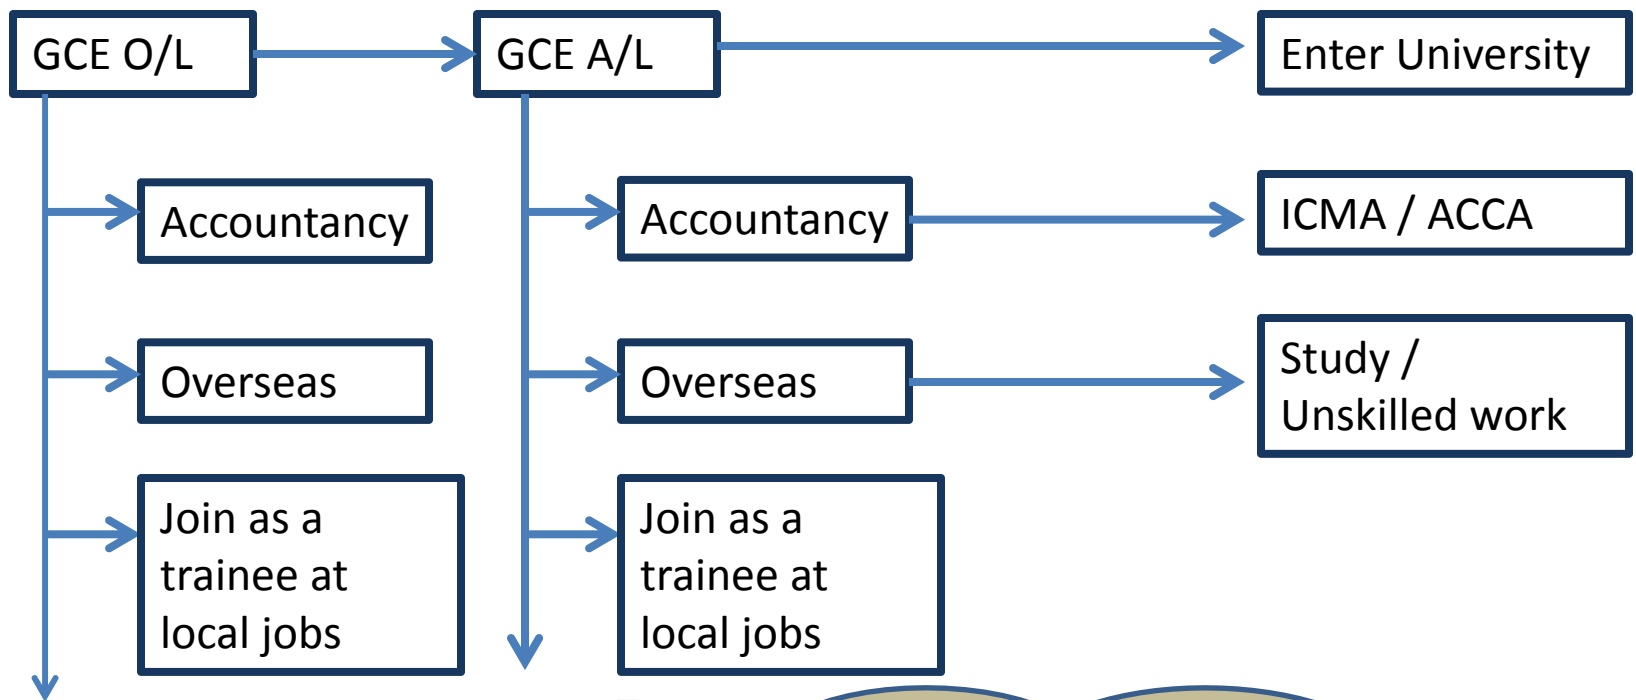 GCE O/L
GCE A/L
Enter University
Accountancy
Accountancy
ICMA / ACCA
Overseas
Overseas
Study /
Unskilled work
Join as a
trainee at
local jobs
Join as a
trainee at
local jobs